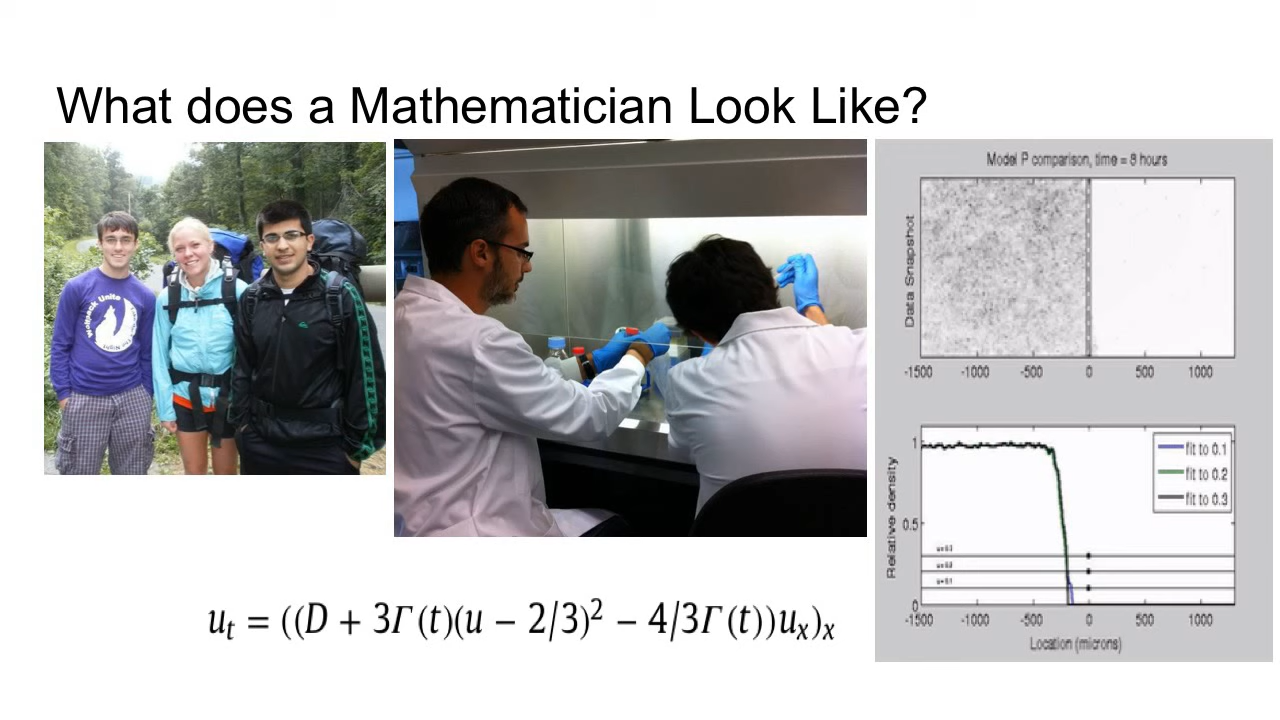 What does a Mathematician Look Like?
Wolfpack Unite
Model P comparison, time = 8 hours
Data Snapshot
-1500 -1000 -500 0 500 1000
1
0.5
0
Relative density
fit to 0.1
fit to 0.2
fit to 0.3
-1500 -1000 -500 0 500 1000
Location (microns)
u_t = ((D + 3Γ(t)(u − 2/3)² − 4/3Γ(t))u_x)_x